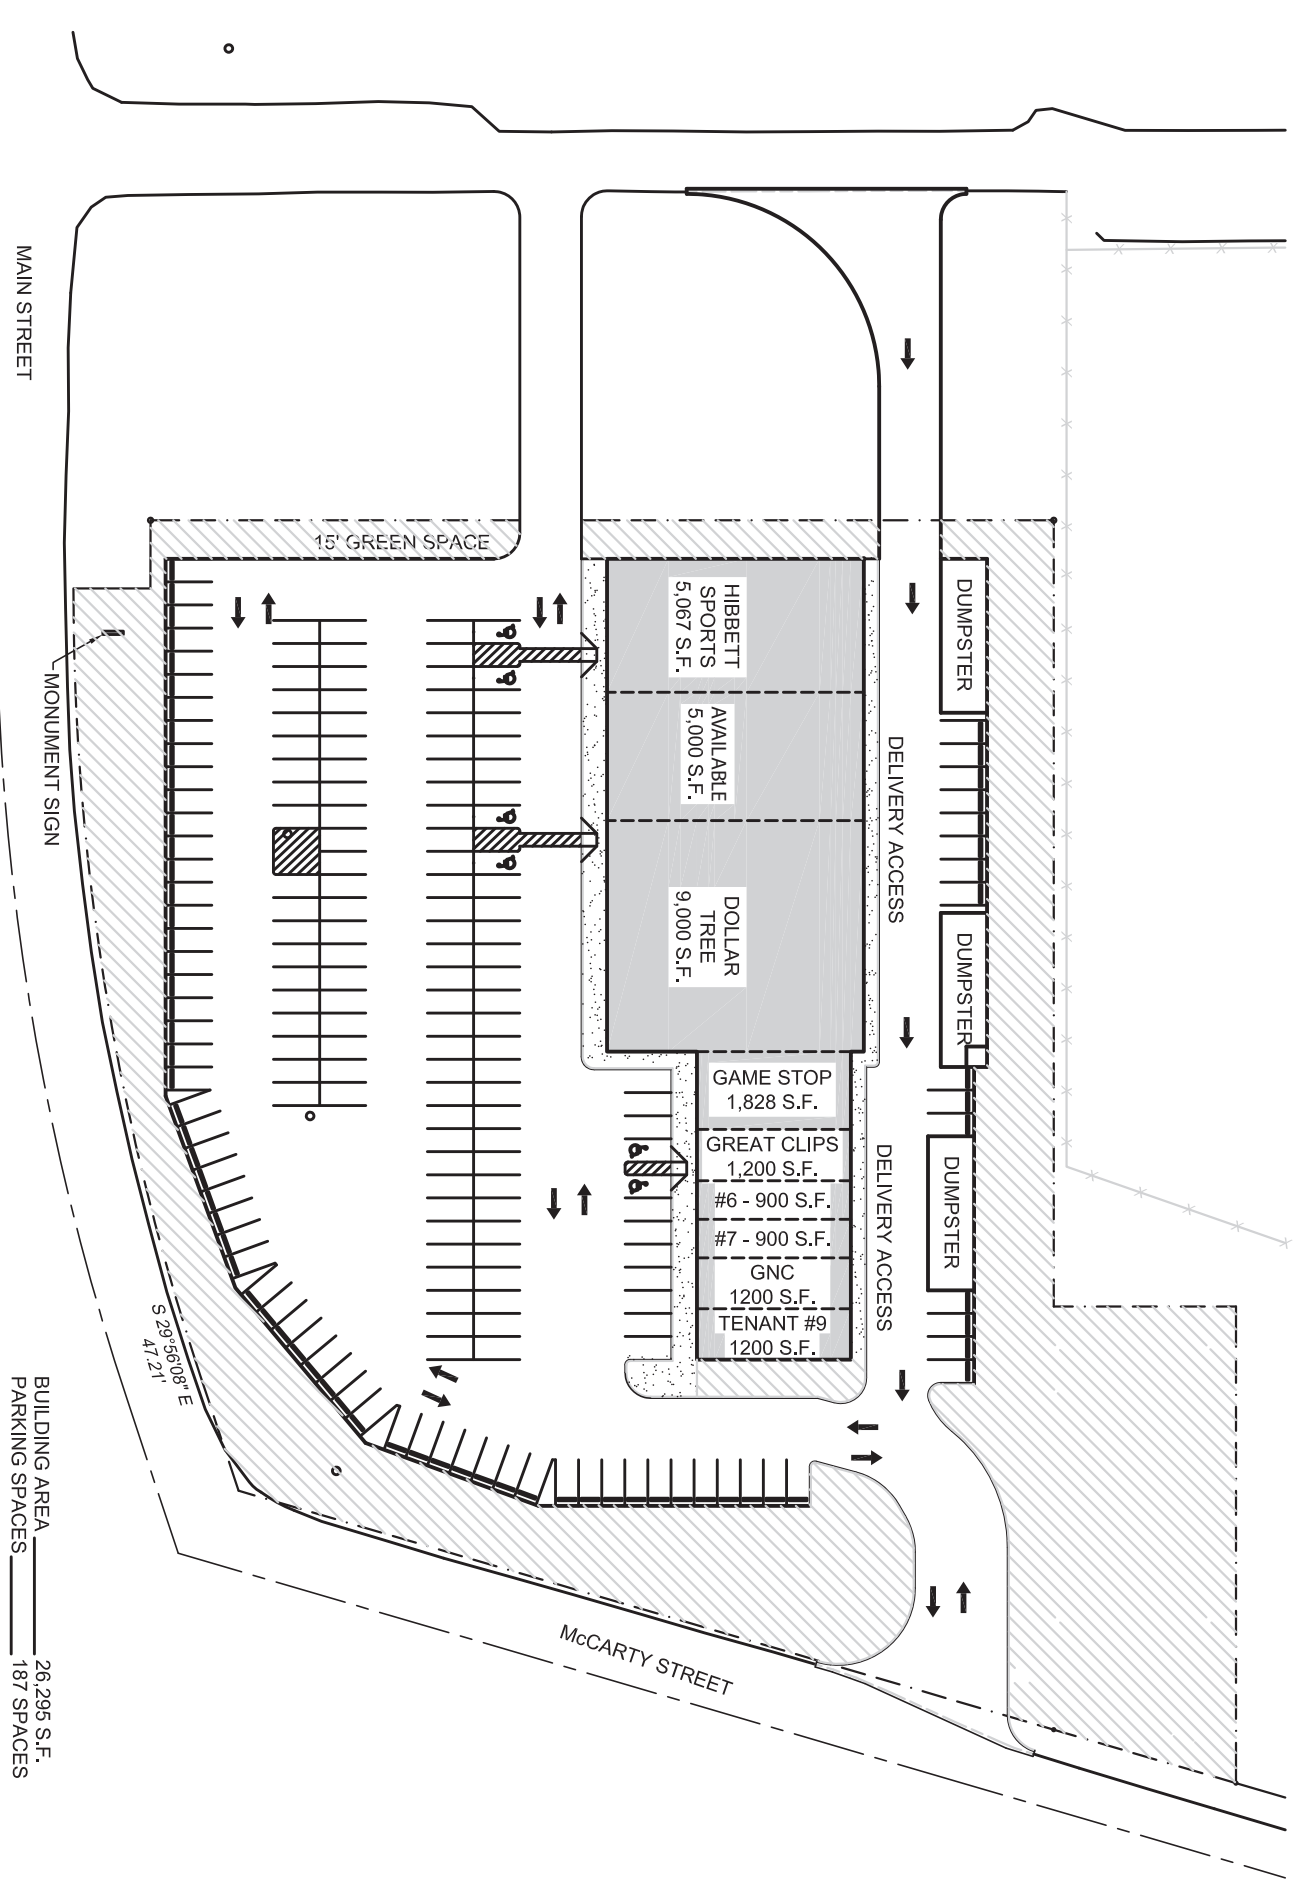 MAIN STREET
MONUMENT SIGN
15' GREEN SPACE
HIBBETT
SPORTS
5,067 S.F.
AVAILABLE
5,000 S.F.
DOLLAR
TREE
9,000 S.F.
GAME STOP
1,828 S.F.
GREAT CLIPS
1,200 S.F.
#6 - 900 S.F.
#7 - 900 S.F.
GNC
1200 S.F.
TENANT #9
1200 S.F.
DELIVERY ACCESS
DELIVERY ACCESS
DUMPSTER
DUMPSTER
DUMPSTER
S 29°56'08" E
47.21'
McCARTY STREET
BUILDING AREA 26,295 S.F.
PARKING SPACES 187 SPACES